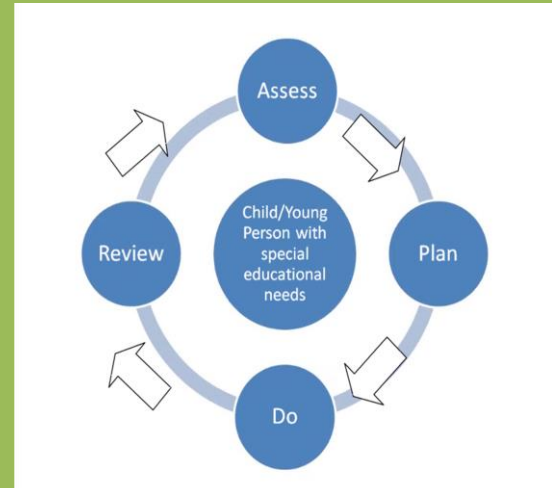 Assess
Child/Young
Person with
special
educational
needs
Review
Plan
Do